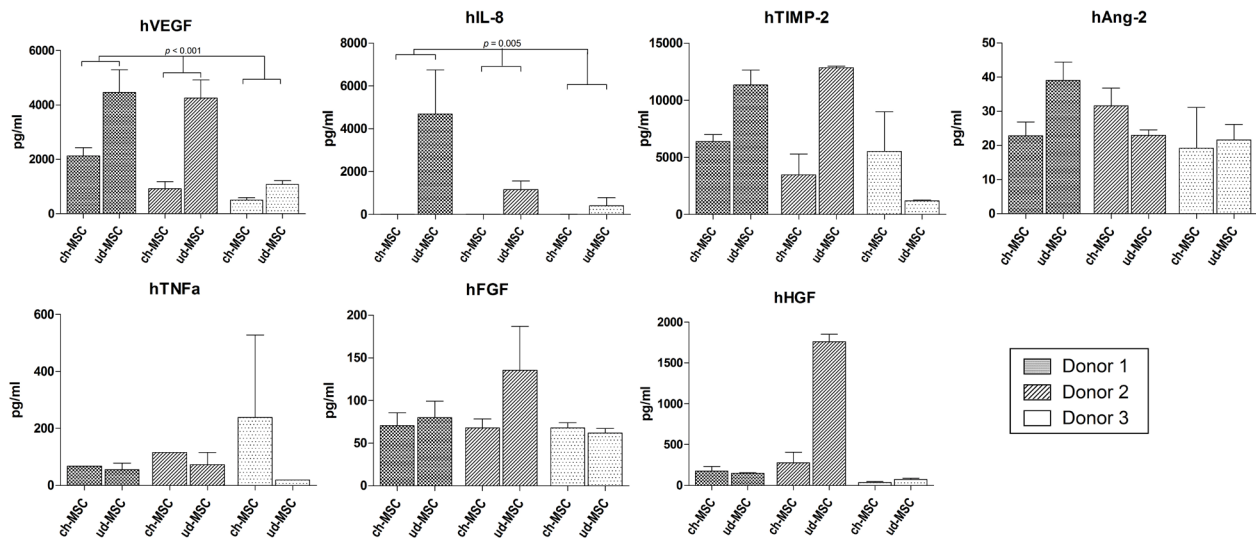 hVEGF
p < 0.001
6000
4000
2000
0
pg/ml
ch-MSC
ud-MSC
ch-MSC
ud-MSC
ch-MSC
ud-MSC
hIL-8
p = 0.005
8000
6000
4000
2000
0
pg/ml
ch-MSC
ud-MSC
ch-MSC
ud-MSC
ch-MSC
ud-MSC
hTIMP-2
15000
10000
5000
0
pg/ml
ch-MSC
ud-MSC
ch-MSC
ud-MSC
ch-MSC
ud-MSC
hAng-2
50
40
30
20
10
0
pg/ml
ch-MSC
ud-MSC
ch-MSC
ud-MSC
ch-MSC
ud-MSC
hTNFa
600
400
200
0
pg/ml
ch-MSC
ud-MSC
ch-MSC
ud-MSC
ch-MSC
ud-MSC
hFGF
200
150
100
50
0
pg/ml
ch-MSC
ud-MSC
ch-MSC
ud-MSC
ch-MSC
ud-MSC
hHGF
2000
1500
1000
500
0
pg/ml
ch-MSC
ud-MSC
ch-MSC
ud-MSC
ch-MSC
ud-MSC
Donor 1
Donor 2
Donor 3